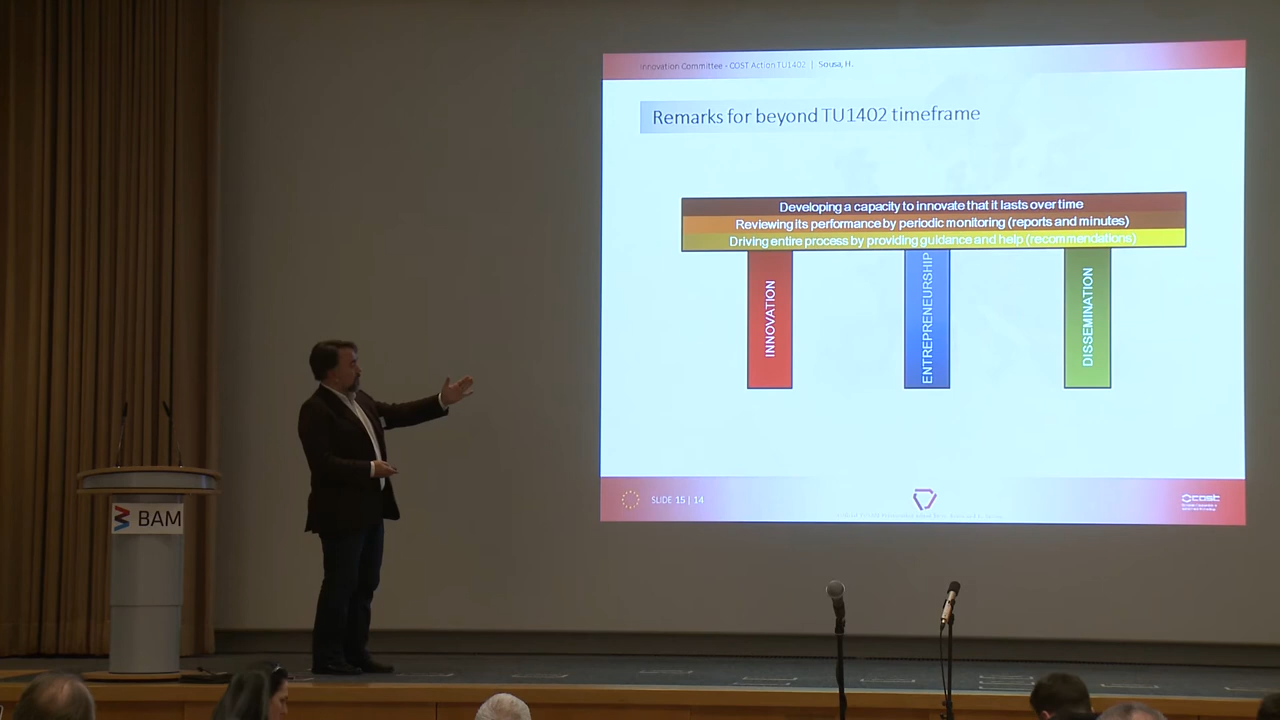 Innovation Committee - COST Action TU1402 | Sousa, H.
Remarks for beyond TU1402 timeframe
Developing a capacity to innovate that it lasts over time
Reviewing its performance by periodic monitoring (reports and minutes)
Driving entire process by providing guidance and help (recommendations)
INNOVATION
ENTREPRENEURSHIP
DISSEMINATION
BAM
SLIDE 15 | 14
cost